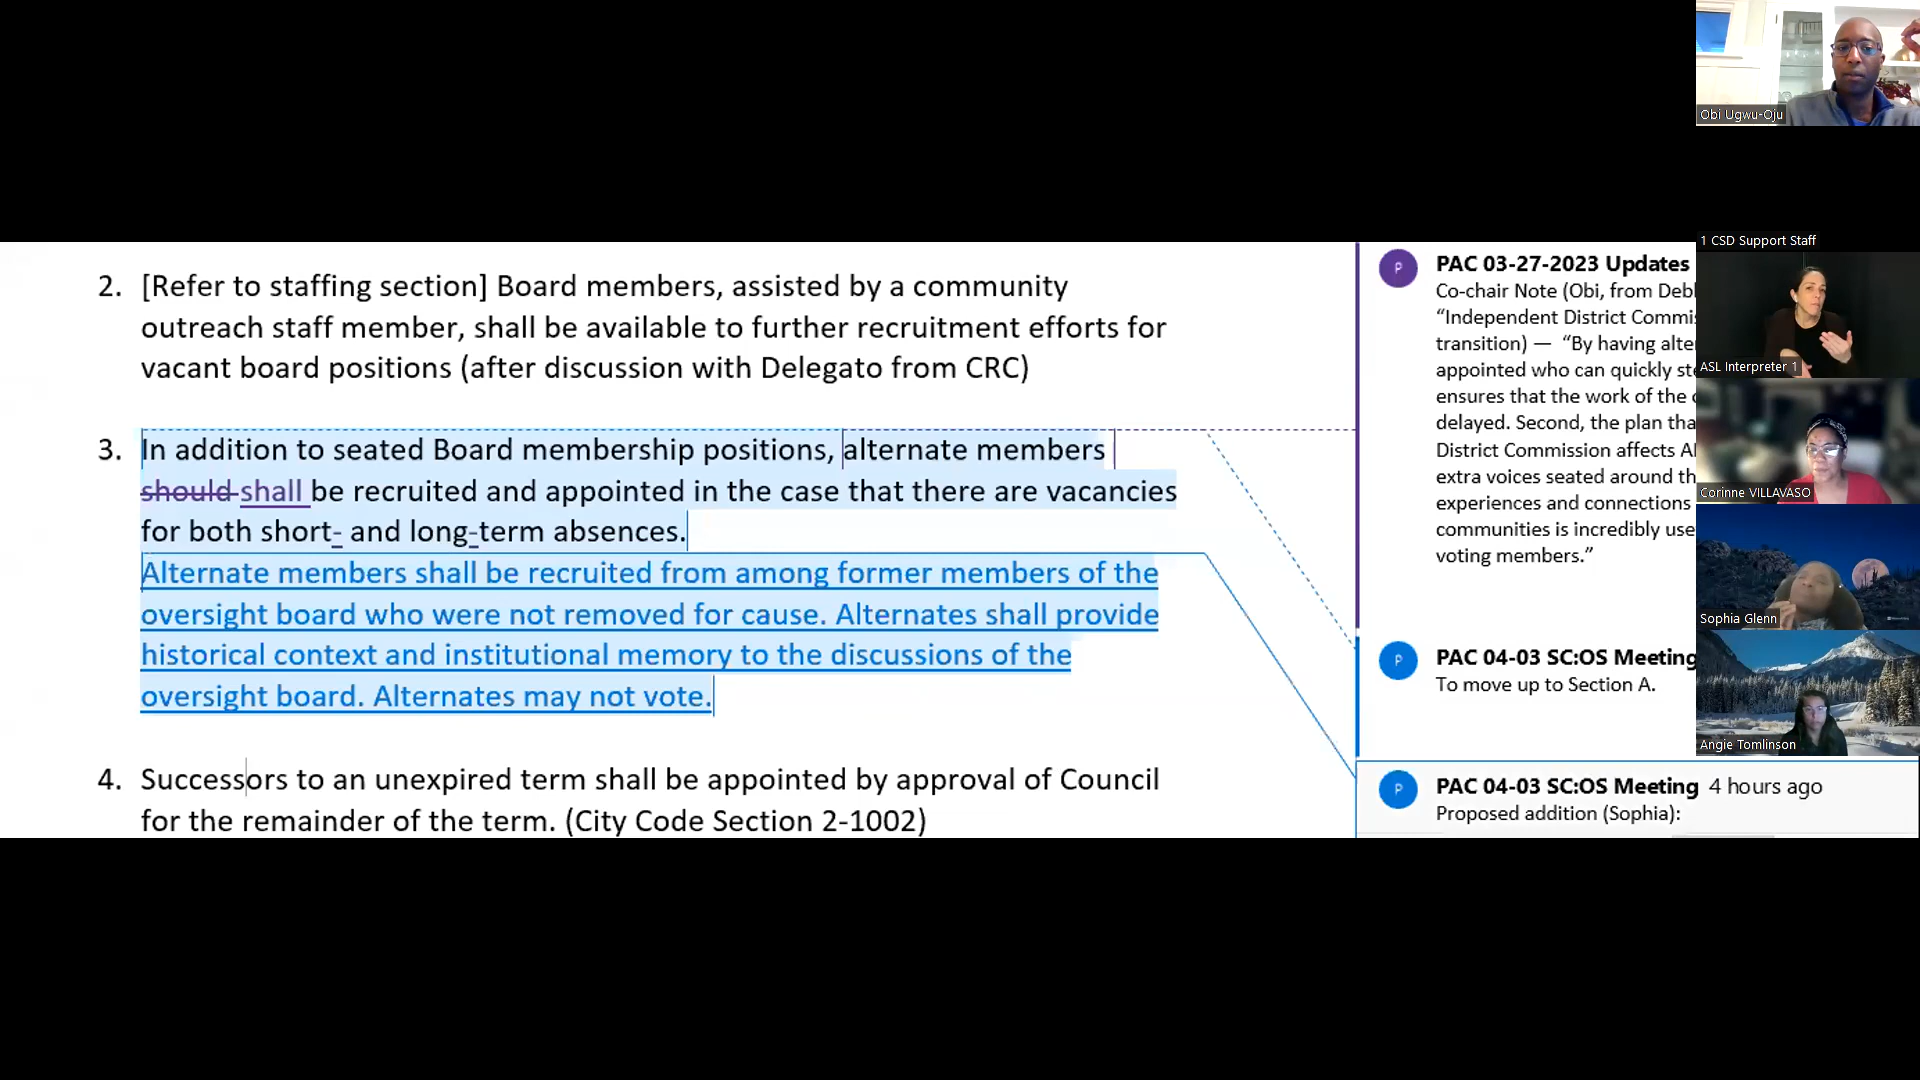 2. [Refer to staffing section] Board members, assisted by a community
outreach staff member, shall be available to further recruitment efforts for
vacant board positions (after discussion with Delegato from CRC)
3. In addition to seated Board membership positions, alternate members
should shall be recruited and appointed in the case that there are vacancies
for both short- and long-term absences.
Alternate members shall be recruited from among former members of the
oversight board who were not removed for cause. Alternates shall provide
historical context and institutional memory to the discussions of the
oversight board. Alternates may not vote.
4. Successors to an unexpired term shall be appointed by approval of Council
for the remainder of the term. (City Code Section 2-1002)
P
PAC 03-27-2023 Updates
Co-chair Note (Obi, from
“Independent District
transition) — “By having
appointed who can quickly
ensures that the work of the
delayed. Second, the plan
District Commission affects
extra voices seated around
experiences and connections
communities is incredibly
voting members.”
P
PAC 04-03 SC:OS Meeting
To move up to Section A.
P
PAC 04-03 SC:OS Meeting 4 hours ago
Proposed addition (Sophia):
Obi Ugwu-Oju
1 CSD Support Staff
ASL Interpreter 1
Corinne VILLAVASO
Sophia Glenn
Angie Tomlinson